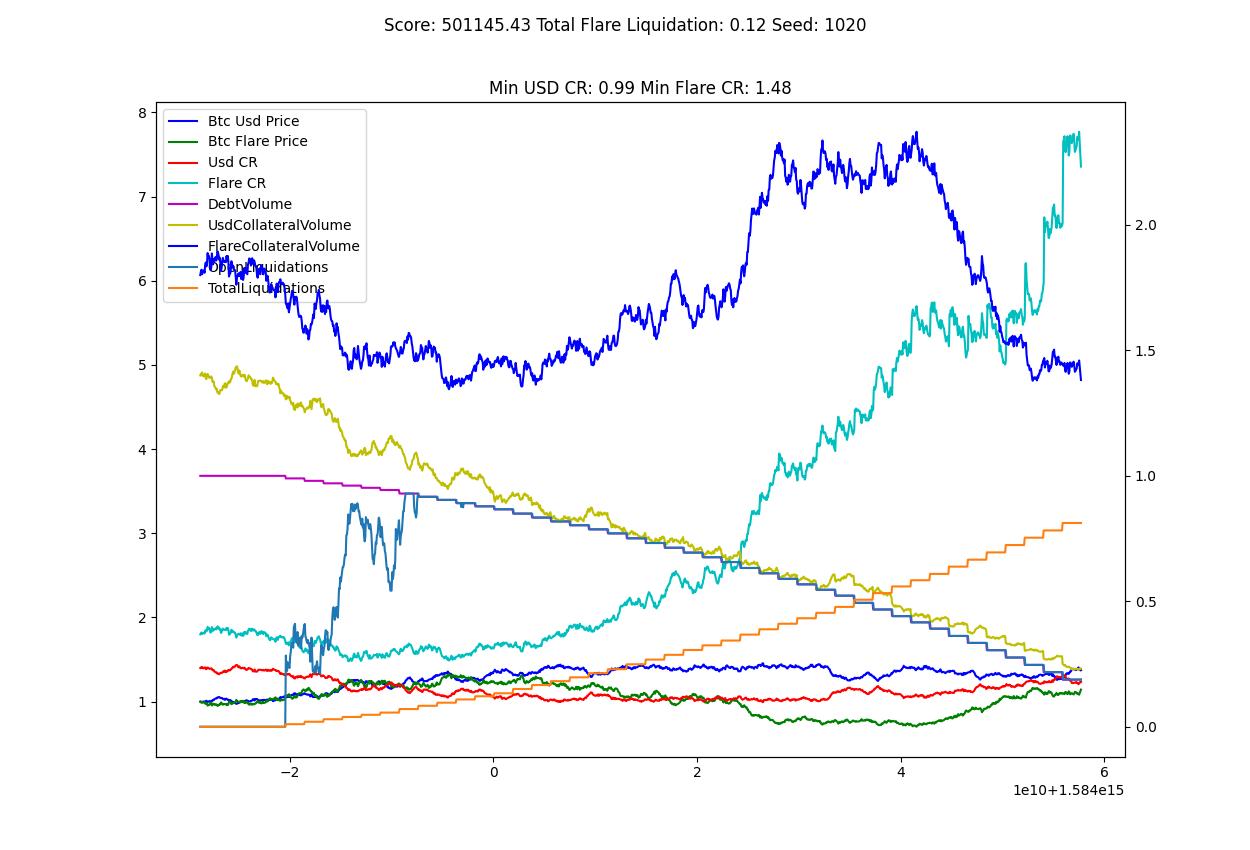 Score: 501145.43 Total Flare Liquidation: 0.12 Seed: 1020
Min USD CR: 0.99 Min Flare CR: 1.48
8
7
6
5
4
3
2
1
Btc Usd Price
Btc Flare Price
Usd CR
Flare CR
DebtVolume
UsdCollateralVolume
FlareCollateralVolume
OpenLiquidations
TotalLiquidations
2.0
1.5
1.0
0.5
0.0
−2
0
2
4
6
1e10+1.584e15